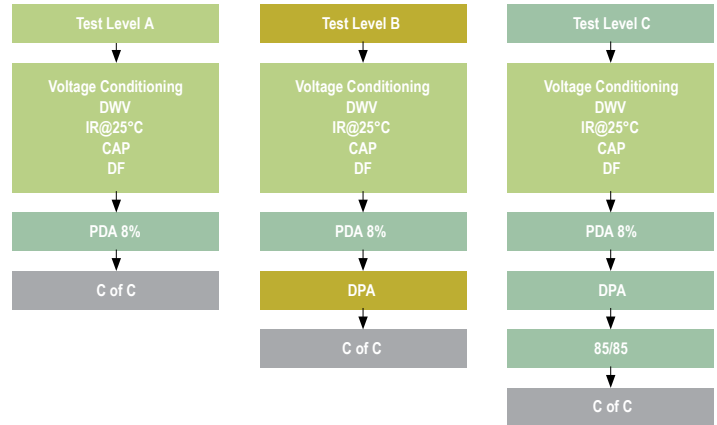 Test Level A
Voltage Conditioning
DWV
IR@25°C
CAP
DF
PDA 8%
C of C
Test Level B
Voltage Conditioning
DWV
IR@25°C
CAP
DF
PDA 8%
DPA
C of C
Test Level C
Voltage Conditioning
DWV
IR@25°C
CAP
DF
PDA 8%
DPA
85/85
C of C